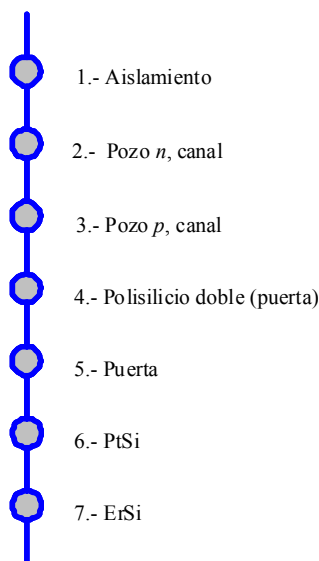 1.- Aislamiento
2.- Pozo n, canal
3.- Pozo p, canal
4.- Polisilicio doble (puerta)
5.- Puerta
6.- PtSi
7.- ErSi